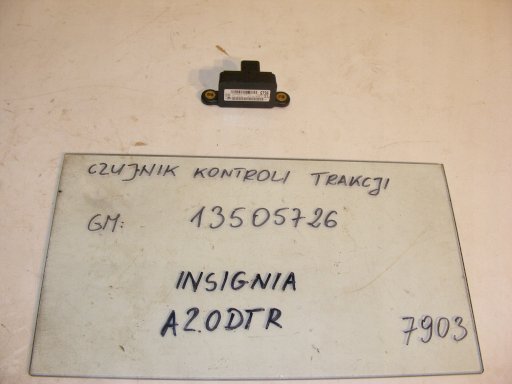 CZUJNIK KONTROLI TRAKCJI
GM: 13505726
INSIGNIA
A2.0DTR
7903